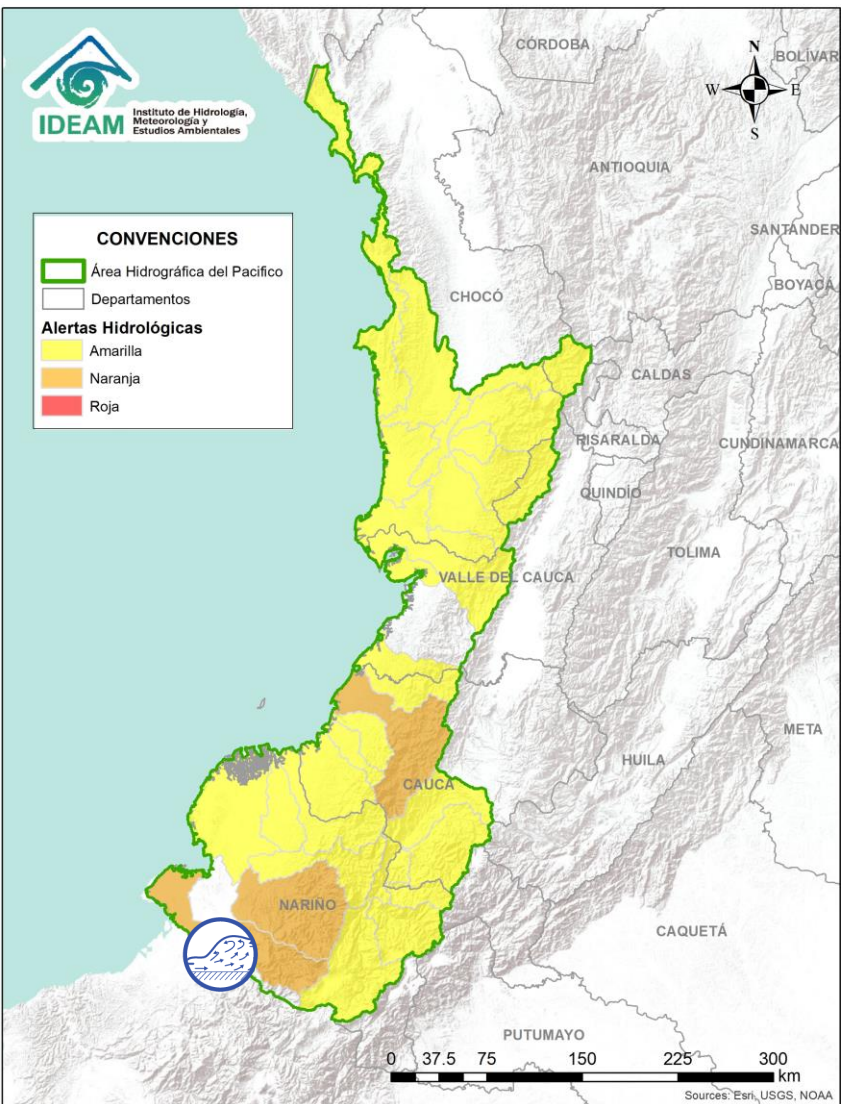 IDEAM
Instituto de Hidrología,
Meteorología y
Estudios Ambientales
N
W
E
S
CÓRDOBA
BOLÍVAR
ANTIOQUIA
SANTANDER
BOYACÁ
CHOCÓ
CALDAS
RISARALDA
CUNDINAMARCA
QUINDÍO
TOLIMA
VALLE DEL CAUCA
META
HUILA
CAUCA
NARIÑO
CAQUETÁ
PUTUMAYO
CONVENCIONES
Área Hidrográfica del Pacifico
Departamentos
Alertas Hidrológicas
Amarilla
Naranja
Roja
0 37.5 75 150 225 300
km
Sources: Esri, USGS, NOAA